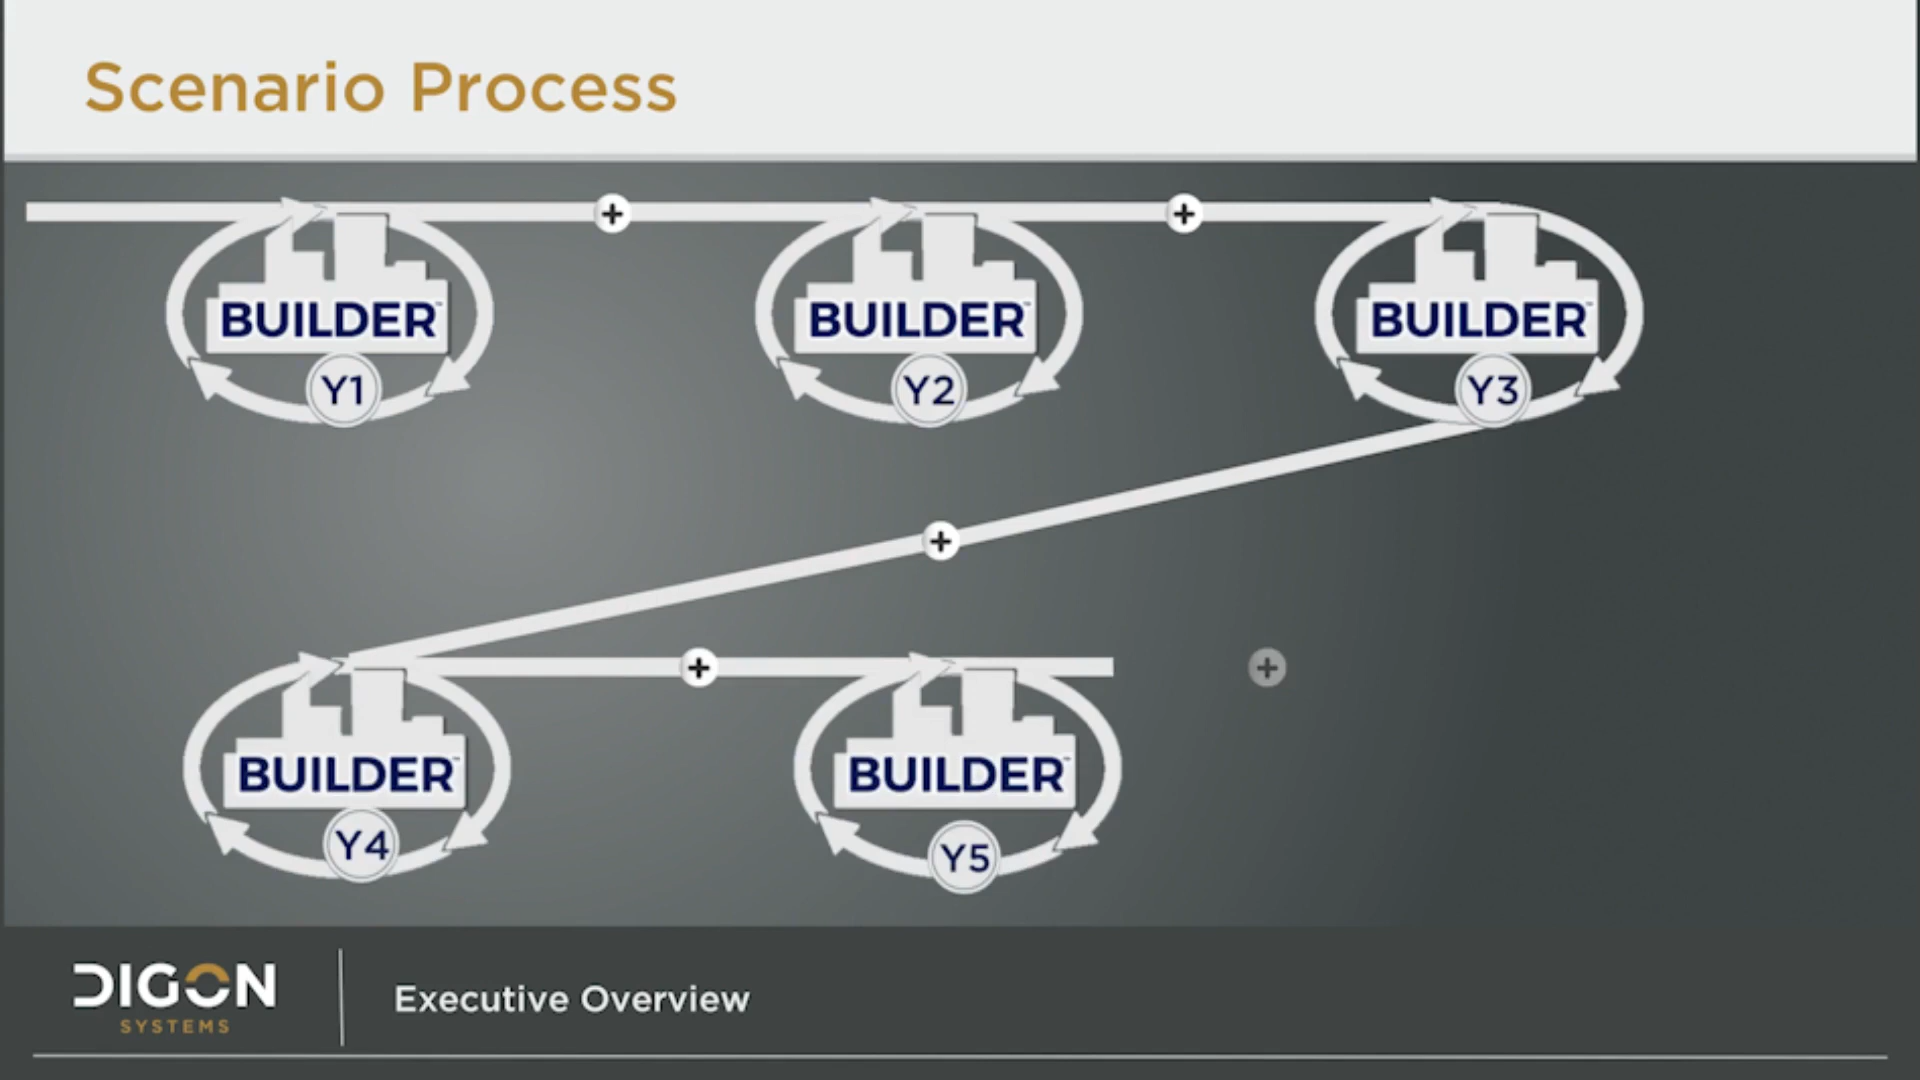 Scenario Process
+
+
BUILDER™
BUILDER™
BUILDER™
Y1
Y2
Y3
+
+
+
BUILDER™
BUILDER™
Y4
Y5
DIGON
SYSTEMS
Executive Overview